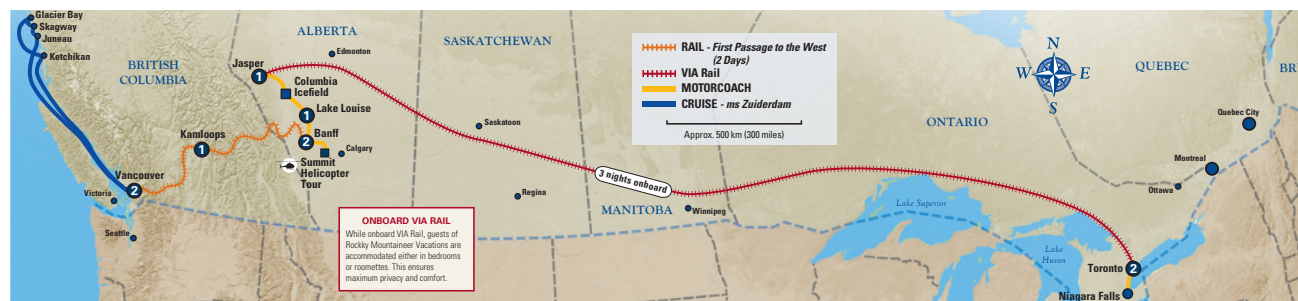 Glacier Bay
Skagway
Juneau
Ketchikan
BRITISH
COLUMBIA
ALBERTA
Edmonton
Jasper
1
Columbia
Icefield
1
Lake Louise
Banff
2
Calgary
Summit
Helicopter
Tour
Kamloops
1
Vancouver
2
Victoria
Seattle
SASKATCHEWAN
Saskatoon
Regina
RAIL - First Passage to the West
(2 Days)
VIA Rail
MOTORCOACH
CRUISE - ms Zuiderdam
Approx. 500 km (300 miles)
3 nights onboard
MANITOBA
Winnipeg
ONBOARD VIA RAIL
While onboard VIA Rail, guests of
Rockky Mountaineer Vacations are
accommodated either in bedrooms
or roomettes. This ensures
maximum privacy and comfort.
N
W
E
S
ONTARIO
QUEBEC
BR
Quebec City
Montreal
Ottawa
Lake Superior
Lake
Huron
Toronto
2
Niagara Falls